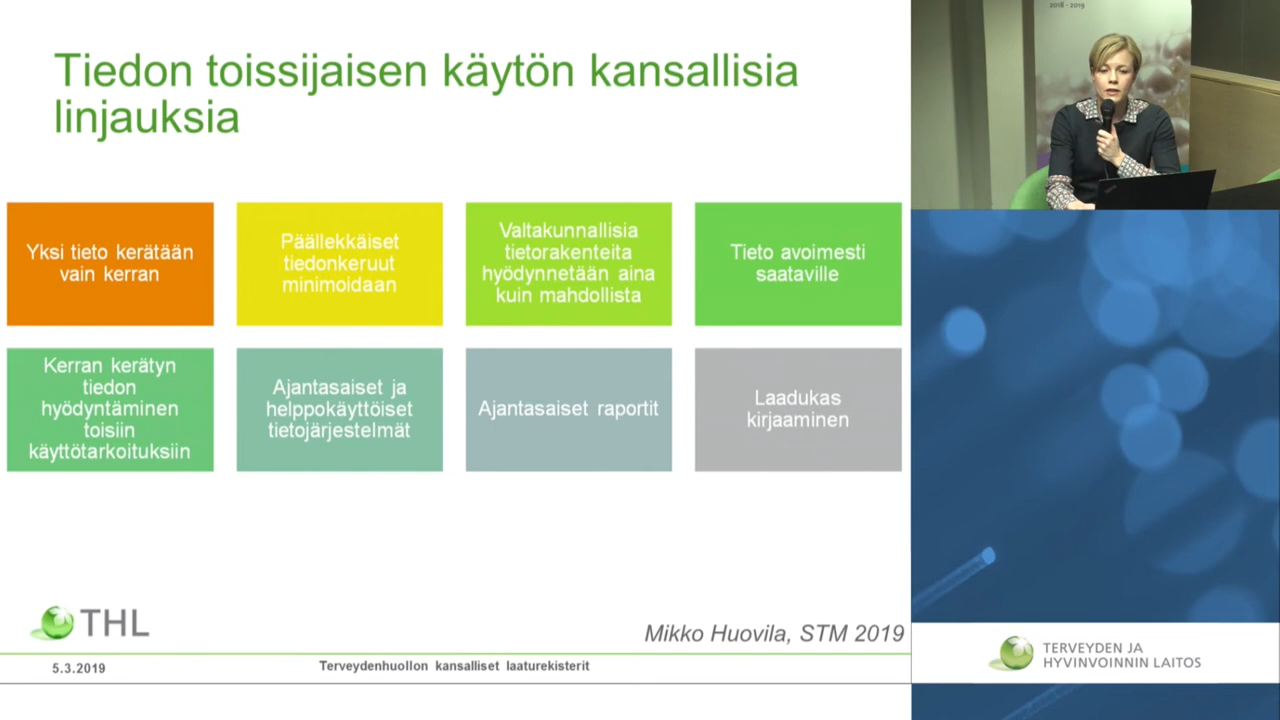 Tiedon toissijaisen käytön kansallisia
linjauksia
Yksi tieto kerätään
vain kerran
Päällekkäiset
tiedonkeruut
minimoidaan
Valtakunnallisia
tietorakenteita
hyödynnetään aina
kuin mahdollista
Tieto avoimesti
saataville
Kerran kerätyn
tiedon
hyödyntäminen
toisiin
käyttötarkoituksiin
Ajantasaiset ja
helppokäyttöiset
tietojärjestelmät
Ajantasaiset raportit
Laadukas
kirjaaminen
THL
Mikko Huovila, STM 2019
5.3.2019
Terveydenhuollon kansalliset laaturekisterit
2018 - 2019
TERVEYDEN JA
HYVINVOINNIN LAITOS